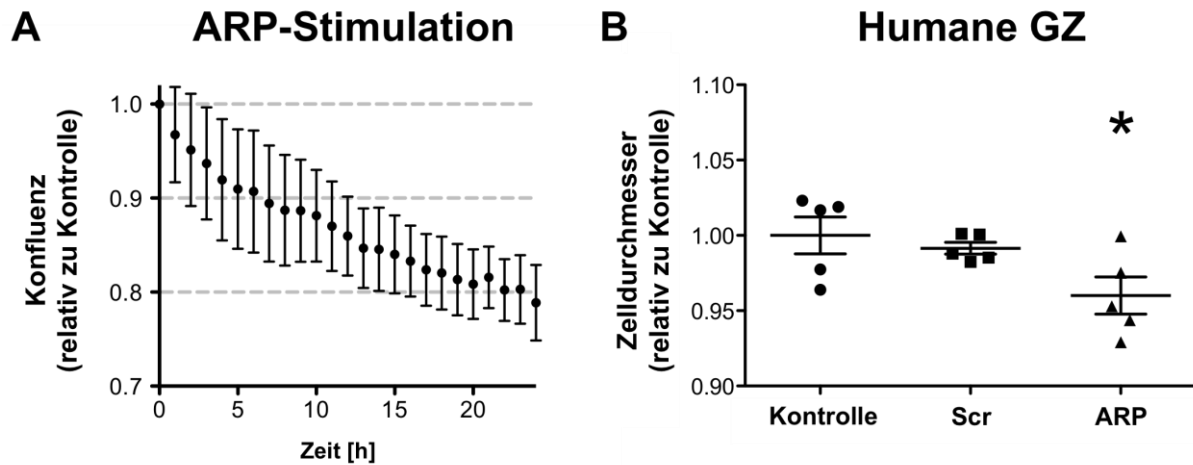 A
ARP-Stimulation
Konfluenz
(relativ zu Kontrolle)
1.0
0.9
0.8
0.7
0
5
10
15
20
Zeit [h]
B
Humane GZ
Zelldurchmesser
(relativ zu Kontrolle)
1.10
1.05
1.00
0.95
0.90
*
Kontrolle
Scr
ARP